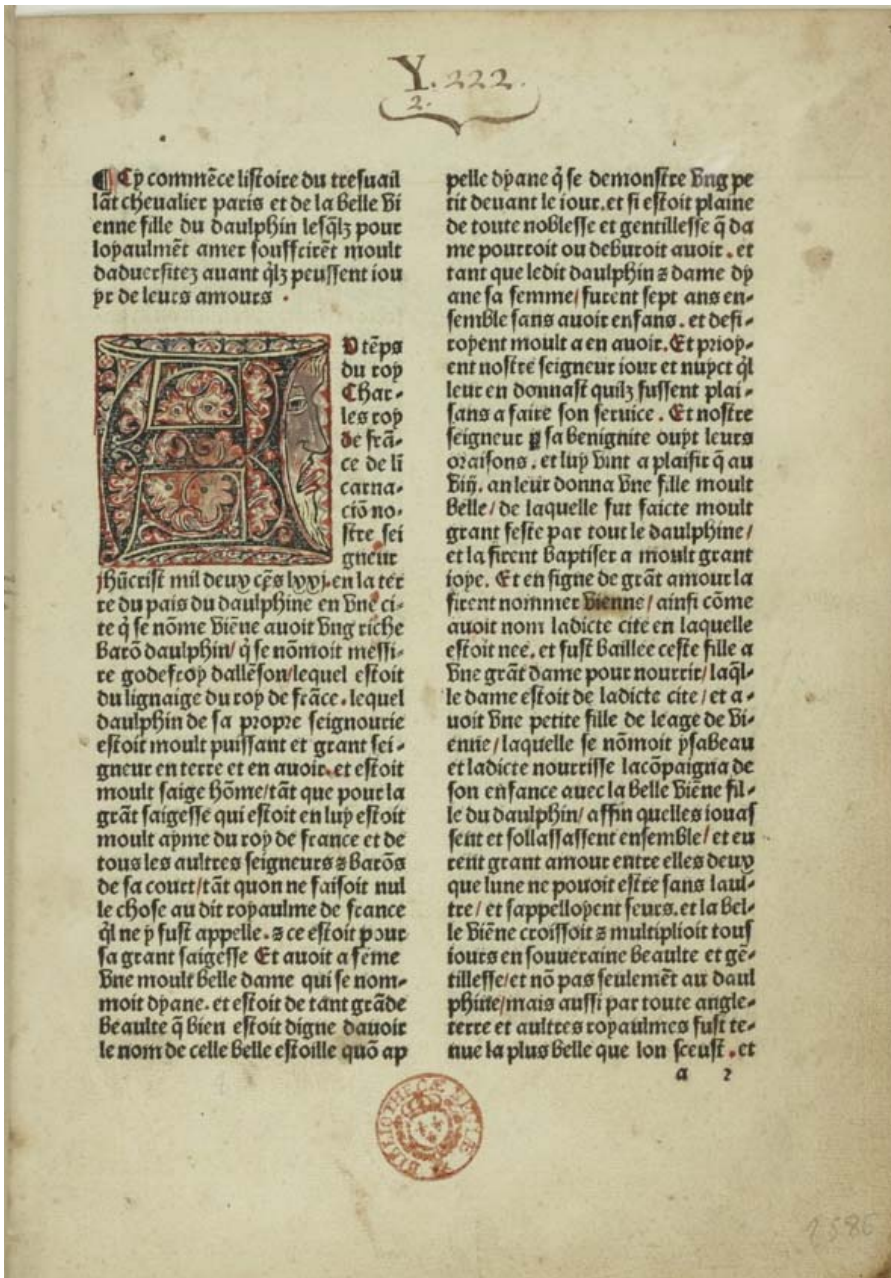 Y. 222.
2.
¶ Cy commẽce listoire du tresuail
lãt cheualier paris et de la belle Vi
enne fille du daulphin lesq̃lz pour
loyaulmẽt amer souffrirẽt moult
daduersitez auant q̃lz peussent iou
yr de leurs amours .
AV tẽps
du roy
Char-
les roy
de frã-
ce de li
carna-
ciõ no-
stre sei
gneur
jhũcrist mil deux cẽs lxxj. en la ter
re du pais du daulphine en vne ci-
te q̃ se nõme viẽne auoit vng riche
barõ daulphin/ q̃ se nõmoit messi-
re godefroy dallẽson/lequel estoit
du lignaige du roy de frãce. lequel
daulphin de sa propre seignourie
estoit moult puissant et grant sei-
gneur en terre et en auoir. et estoit
moult saige hõme/tãt que pour la
grãt saigesse qui estoit en luy estoit
moult ayme du roy de france et de
tous les aultres seigneurs ⁊ barõs
de sa court/tãt quon ne faisoit nul
le chose au dit royaulme de france
q̃l ne y fust appelle. ⁊ ce estoit pour
sa grant saigesse Et auoit a fẽme
vne moult belle dame qui se nom-
moit dyane. et estoit de tant grãde
beaulte q̃ bien estoit digne dauoir
le nom de celle belle estoille quõ ap
pelle dyane q̃ se demonstre vng pe
tit deuant le iour. et si estoit plaine
de toute noblesse et gentillesse q̃ da
me pourroit ou deburoit auoir . et
tant que ledit daulphin ⁊ dame dy
ane sa femme/ furent sept ans en-
semble sans auoir enfans. et desi-
royent moult a en auoir. Et prioy-
ent nostre seigneur iour et nuyct q̃l
leur en donnast quilz fussent plai-
sans a faire son seruice . Et nostre
seigneur ꝑ sa benignite ouyt leurs
oraisons. et luy vint a plaisir q̃ au
viij. an leur donna vne fille moult
belle/ de laquelle fut faicte moult
grant feste par tout le daulphine/
et la firent baptiser a moult grant
ioye. Et en signe de grãt amour la
firent nommer vienne/ ainsi cõme
auoit nom ladicte cite en laquelle
estoit nee. et fust baillee ceste fille a
vne grãt dame pour nourrir/ laq̃l-
le dame estoit de ladicte cite/ et a-
uoit vne petite fille de leage de vi-
enne/ laquelle se nõmoit ysabeau
et ladicte nourrisse lacõpaigna de
son enfance auec la belle viẽne fil-
le du daulphin/ affin quelles iouas
sent et sollassassent ensemble/ et eu
rent grant amour entre elles deux
que lune ne pouoit estre sans laul-
tre/ et sappelloyent seurs. et la bel-
le viẽne croissoit ⁊ multiplioit tous
iours en souueraine beaulte et gẽ-
tillesse/et nõ pas seulemẽt au daul
phine/mais aussi par toute angle-
terre et aultres royaulmes fust te-
nue la plus belle que lon sceust . et
a 2
BIBLIOTHECÆ REGIÆ
1586